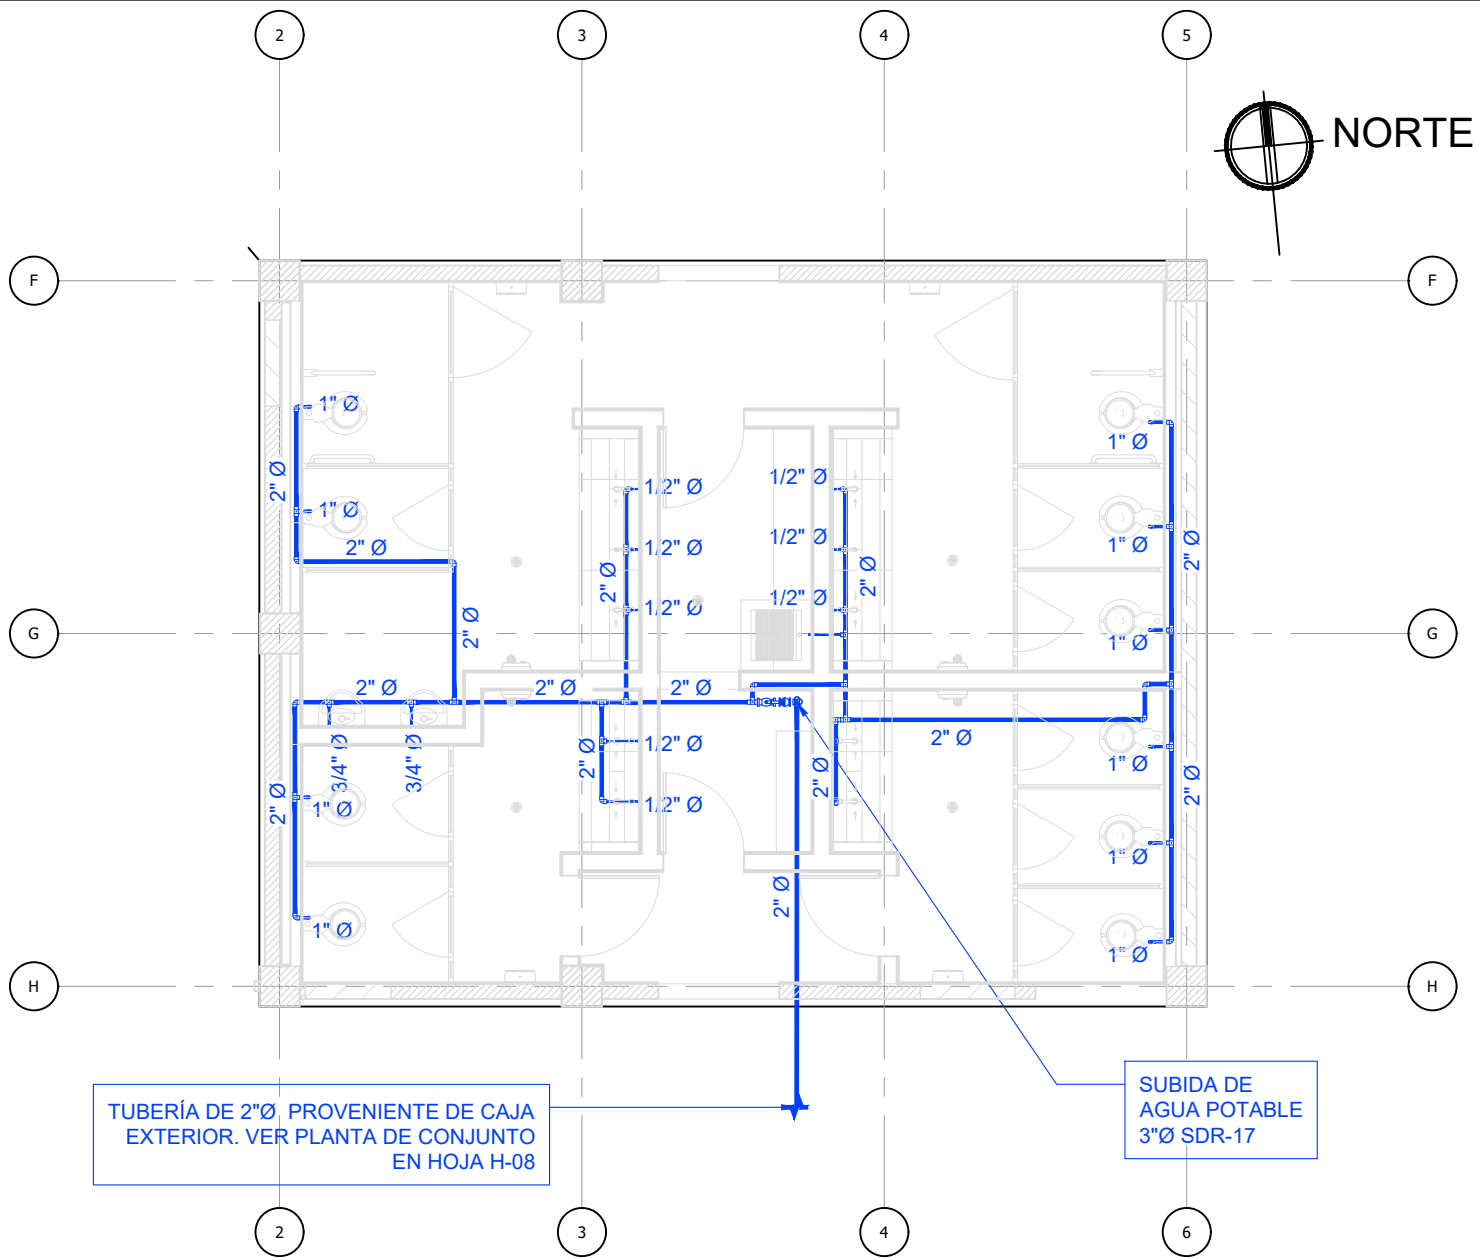 2
3
4
5
NORTE
F
F
1" Ø
1" Ø
2" Ø
1/2" Ø
1/2" Ø
1" Ø
2" Ø
1/2" Ø
1/2" Ø
1" Ø
2" Ø
2" Ø
2" Ø
1/2" Ø
1/2" Ø
2" Ø
G
2" Ø
1" Ø
G
2" Ø
2" Ø
2" Ø
2" Ø
1/2" Ø
2" Ø
3/4" Ø
3/4" Ø
1" Ø
2" Ø
2" Ø
2" Ø
1" Ø
1/2" Ø
1" Ø
2" Ø
1" Ø
1" Ø
H
H
TUBERÍA DE 2"Ø PROVENIENTE DE CAJA
EXTERIOR. VER PLANTA DE CONJUNTO
EN HOJA H-08
SUBIDA DE
AGUA POTABLE
3"Ø SDR-17
2
3
4
6